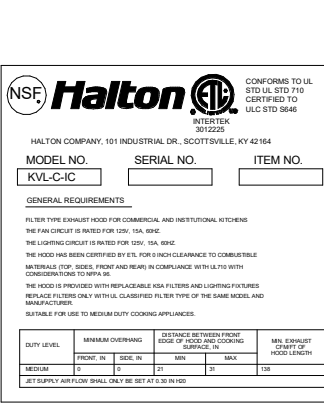 NSF
Halton
ETL
INTERTEK
3012225
CONFORMS TO UL
STD UL STD 710
CERTIFIED TO
ULC STD S646
HALTON COMPANY, 101 INDUSTRIAL DR., SCOTTSVILLE, KY 42164
MODEL NO. SERIAL NO. ITEM NO.
KVL-C-IC
GENERAL REQUIREMENTS
FILTER TYPE EXHAUST HOOD FOR COMMERCIAL AND INSTITUTIONAL KITCHENS
THE FAN CIRCUIT IS RATED FOR 125V, 15A, 60HZ.
THE LIGHTING CIRCUIT IS RATED FOR 125V, 15A, 60HZ.
THE HOOD HAS BEEN CERTIFIED BY ETL FOR 0 INCH CLEARANCE TO COMBUSTIBLE
MATERIALS (TOP, SIDES, FRONT AND REAR) IN COMPLIANCE WITH UL710 WITH
CONSIDERATIONS TO NFPA 96.
THE HOOD IS PROVIDED WITH REPLACEABLE KSA FILTERS AND LIGHTING FIXTURES
REPLACE FILTERS ONLY WITH UL CLASSIFIED FILTER TYPE OF THE SAME MODEL AND
MANUFACTURER.
SUITABLE FOR USE TO MEDIUM DUTY COOKING APPLIANCES.
DUTY LEVEL
MINIMUM OVERHANG
DISTANCE BETWEEN FRONT
EDGE OF HOOD AND COOKING
SURFACE, IN
MIN. EXHAUST
CFM/FT OF
HOOD LENGTH
FRONT, IN SIDE, IN MIN MAX
MEDIUM 0 0 21 31 138
JET SUPPLY AIR FLOW SHALL ONLY BE SET AT 0.30 IN H20